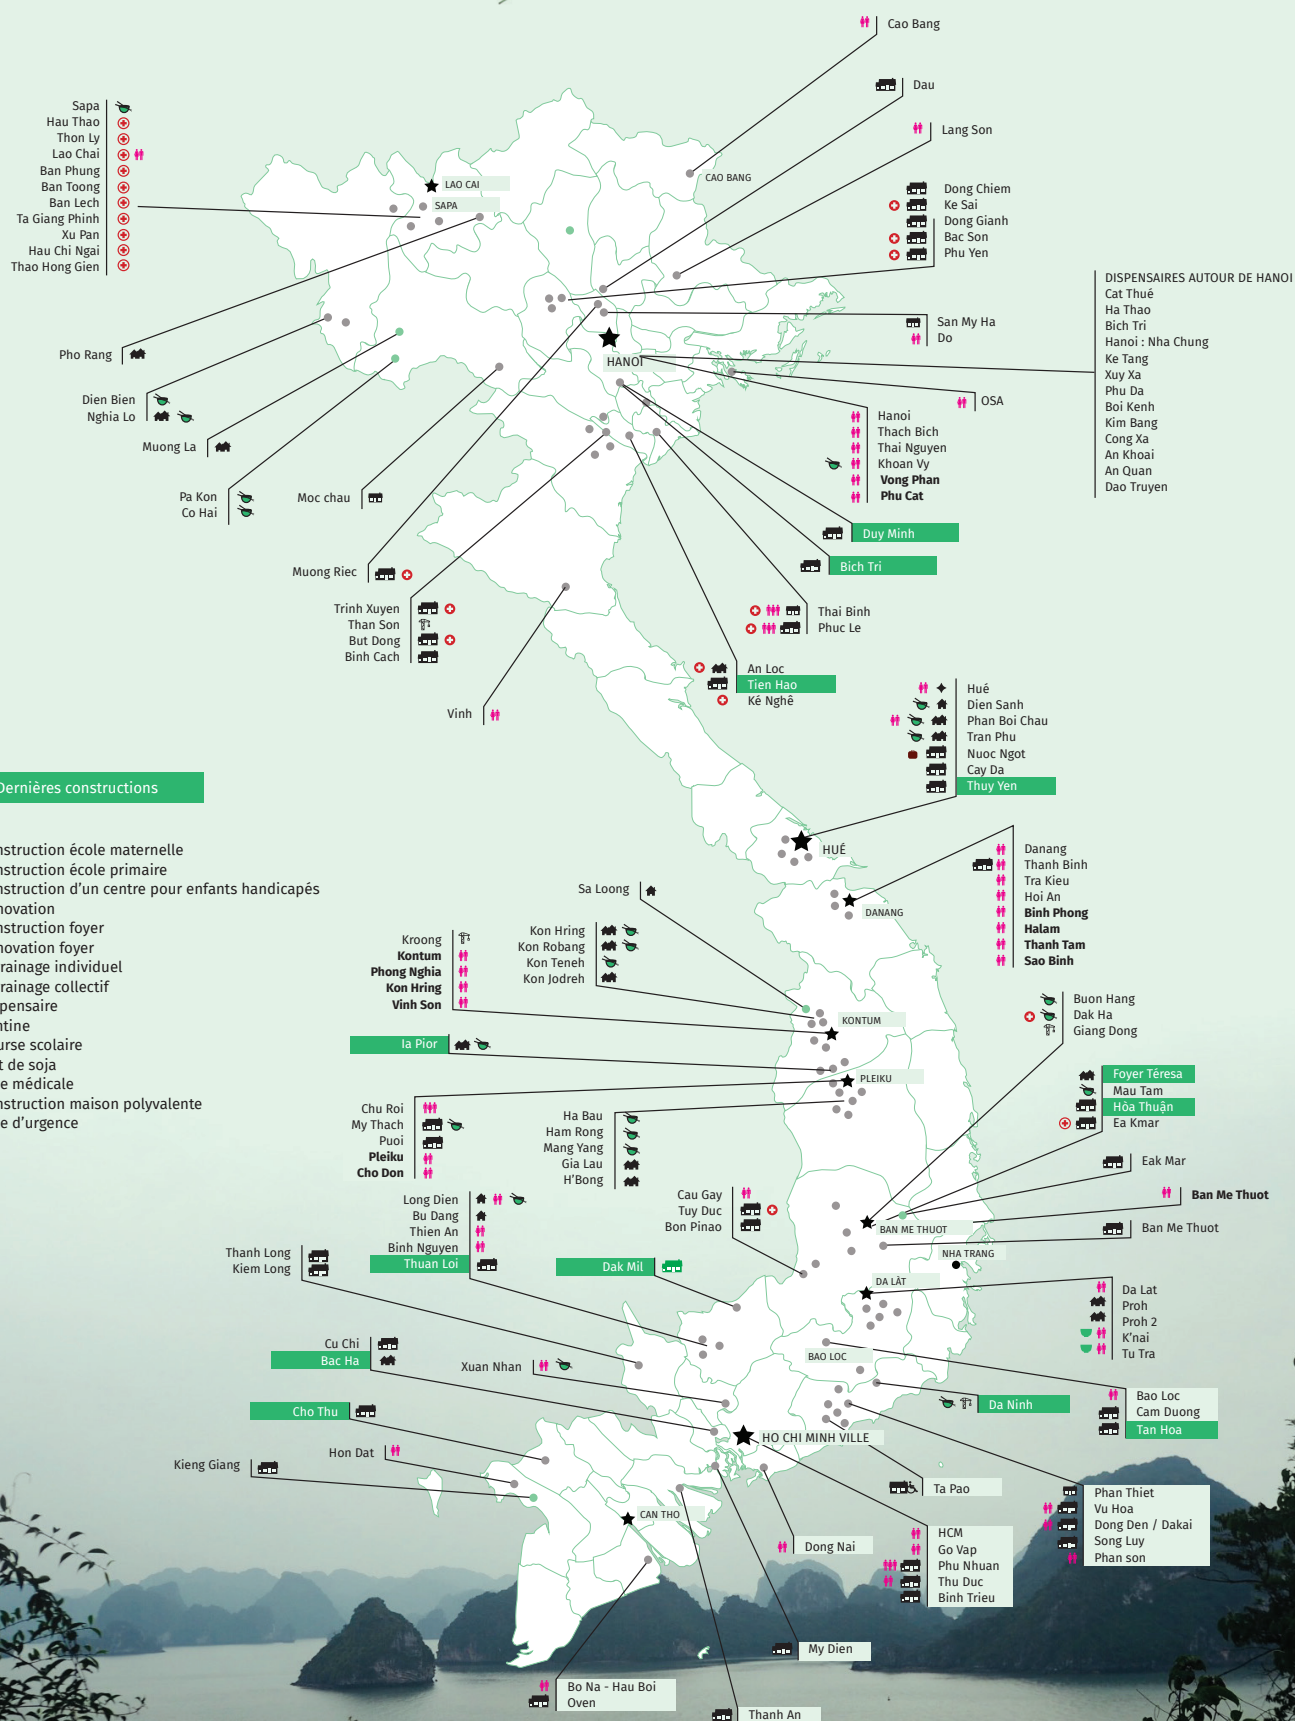 Cao Bang
Dau
Lang Son
Sapa
Hau Thao
Thon Ly
Lao Chai
Ban Phung
Ban Toong
Ban Lech
Ta Giang Phinh
Xu Pan
Hau Chi Ngai
Thao Hong Gien
LAO CAI
SAPA
CAO BANG
Dong Chiem
Ke Sai
Dong Gianh
Bac Son
Phu Yen
DISPENSAIRES AUTOUR DE HANOI
Cat Thué
Ha Thao
Bich Tri
Hanoi : Nha Chung
Ke Tang
Xuy Xa
Phu Da
Boi Kenh
Kim Bang
Cong Xa
An Khoai
An Quan
Dao Truyen
San My Ha
Do
HANOI
Pho Rang
Dien Bien
Nghia Lo
Muong La
Pa Kon
Co Hai
Moc chau
OSA
Hanoi
Thach Bich
Thai Nguyen
Khoan Vy
Vong Phan
Phu Cat
Duy Minh
Bich Tri
Muong Riec
Trinh Xuyen
Than Son
But Dong
Binh Cach
Thai Binh
Phuc Le
An Loc
Tien Hao
Ké Nghê
Vinh
Hué
Dien Sanh
Phan Boi Chau
Tran Phu
Nuoc Ngot
Cay Da
Thuy Yen
Dernières constructions
nstruction école maternelle
nstruction école primaire
nstruction d'un centre pour enfants handicapés
novation
nstruction foyer
novation foyer
rainage individuel
rainage collectif
pensaire
ntine
urse scolaire
t de soja
e médicale
nstruction maison polyvalente
e d'urgence
HUÉ
DANANG
Danang
Thanh Binh
Tra Kieu
Hoi An
Binh Phong
Halam
Thanh Tam
Sao Binh
Sa Loong
Kon Hring
Kon Robang
Kon Teneh
Kon Jodreh
Kroong
Kontum
Phong Nghia
Kon Hring
Vinh Son
KONTUM
Ia Pior
PLEIKU
Buon Hang
Dak Ha
Giang Dong
Foyer Téresa
Mau Tam
Hòa Thuận
Ea Kmar
Chu Roi
My Thach
Puoi
Pleiku
Cho Don
Ha Bau
Ham Rong
Mang Yang
Gia Lau
H'Bong
Eak Mar
Ban Me Thuot
Ban Me Thuot
Long Dien
Bu Dang
Thien An
Binh Nguyen
Thuan Loi
Cau Gay
Tuy Duc
Bon Pinao
BAN ME THUOT
NHA TRANG
Thanh Long
Kiem Long
Dak Mil
DA LÀT
Da Lat
Proh
Proh 2
K'nai
Tu Tra
Cu Chi
Bac Ha
Xuan Nhan
BAO LOC
Bao Loc
Cam Duong
Tan Hoa
Da Ninh
Cho Thu
HO CHI MINH VILLE
Hon Dat
Kieng Giang
Ta Pao
Phan Thiet
Vu Hoa
Dong Den / Dakai
Song Luy
Phan son
CAN THO
Dong Nai
HCM
Go Vap
Phu Nhuan
Thu Duc
Binh Trieu
My Dien
Bo Na - Hau Boi
Oven
Thanh An